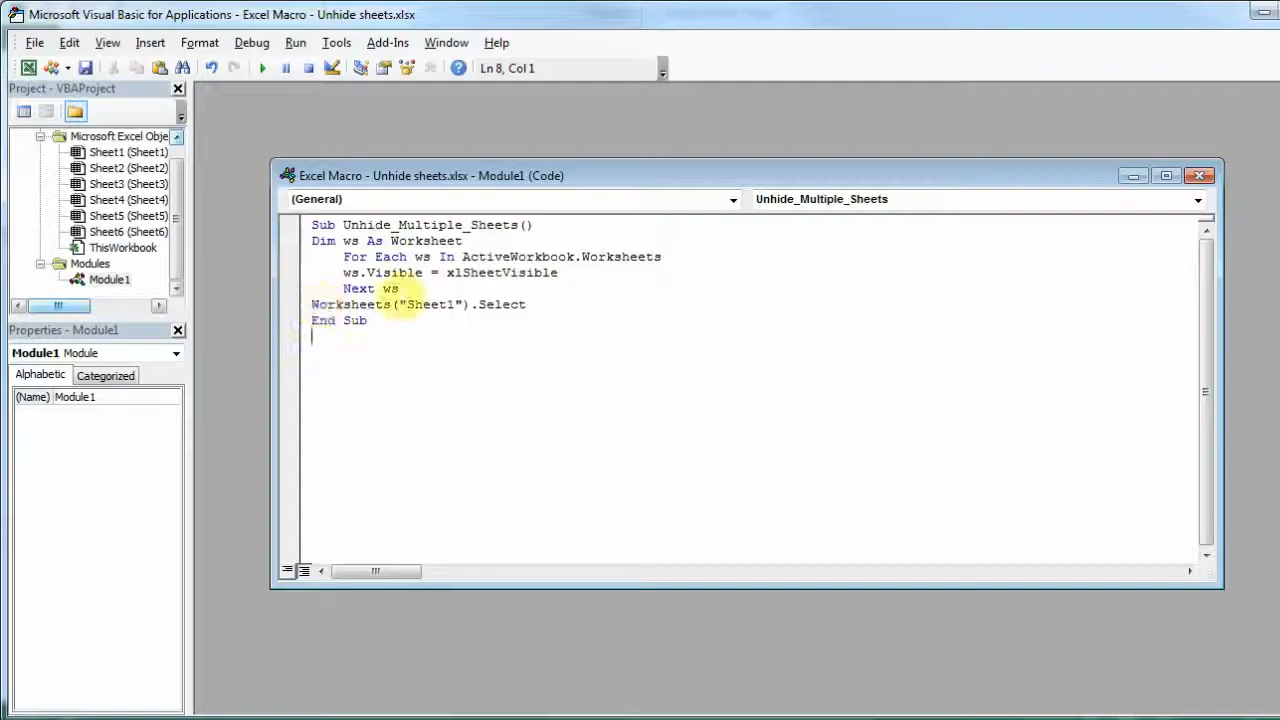 Microsoft Visual Basic for Applications - Excel Macro - Unhide sheets.xlsx
File Edit View Insert Format Debug Run Tools Add-Ins Window Help
Ln 8, Col 1
Project - VBAProject
Microsoft Excel Obje
Sheet1 (Sheet1)
Sheet2 (Sheet2)
Sheet3 (Sheet3)
Sheet4 (Sheet4)
Sheet5 (Sheet5)
Sheet6 (Sheet6)
ThisWorkbook
Modules
Module1
Properties - Module1
Module1 Module
Alphabetic Categorized
(Name) Module1
Excel Macro - Unhide sheets.xlsx - Module1 (Code)
(General) Unhide_Multiple_Sheets
Sub Unhide_Multiple_Sheets()
Dim ws As Worksheet
For Each ws In ActiveWorkbook.Worksheets
ws.Visible = xlSheetVisible
Next ws
Worksheets("Sheet1").Select
End Sub